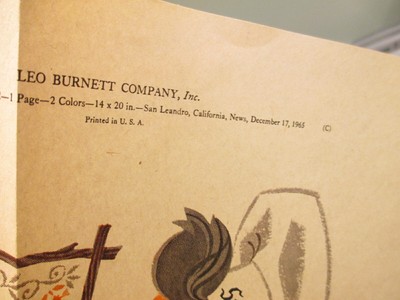 LEO BURNETT COMPANY, Inc.
—1 Page—2 Colors—14 x 20 in.—San Leandro, California, News, December 17, 1965 (C)
Printed in U. S. A.